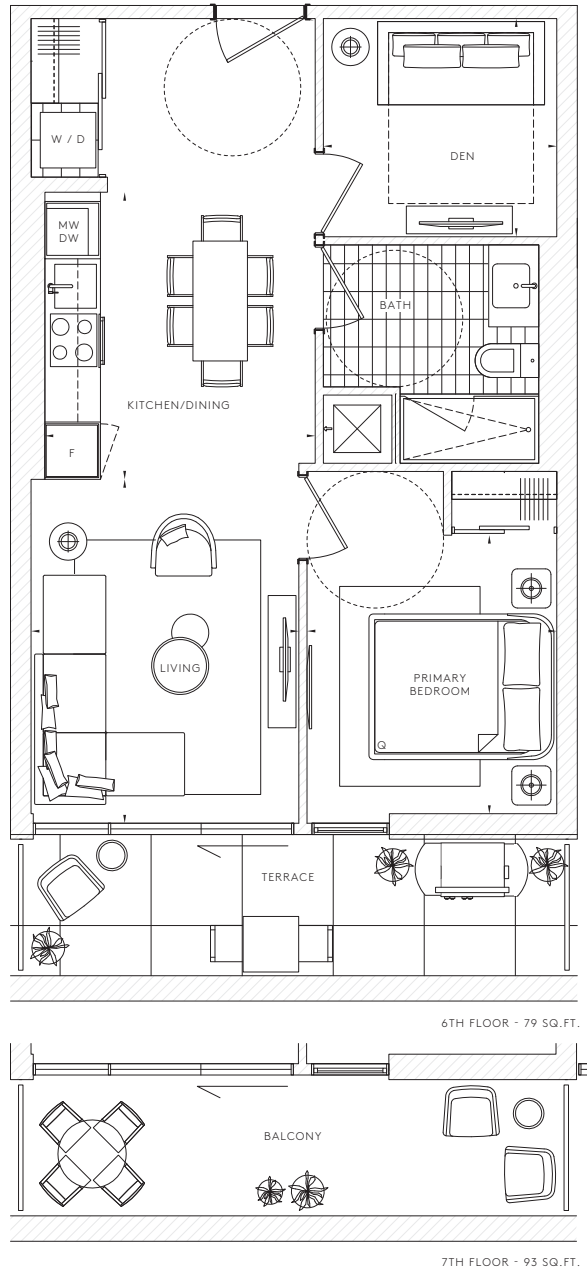 W / D
DEN
MW
DW
BATH
KITCHEN/DINING
F
LIVING
PRIMARY
BEDROOM
Q
TERRACE
6TH FLOOR - 79 SQ.FT.
BALCONY
7TH FLOOR - 93 SQ.FT.